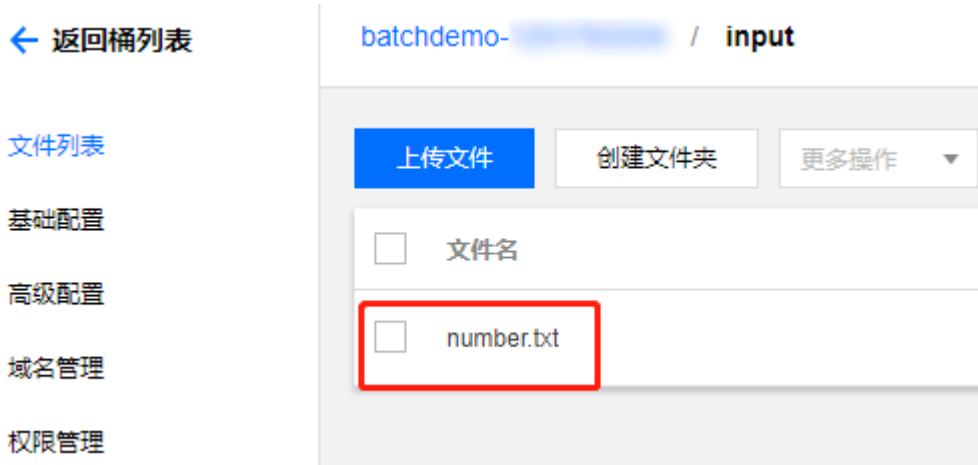 返回桶列表
batchdemo- / input
文件列表
上传文件 创建文件夹 更多操作
基础配置
文件名
高级配置
number.txt
域名管理
权限管理